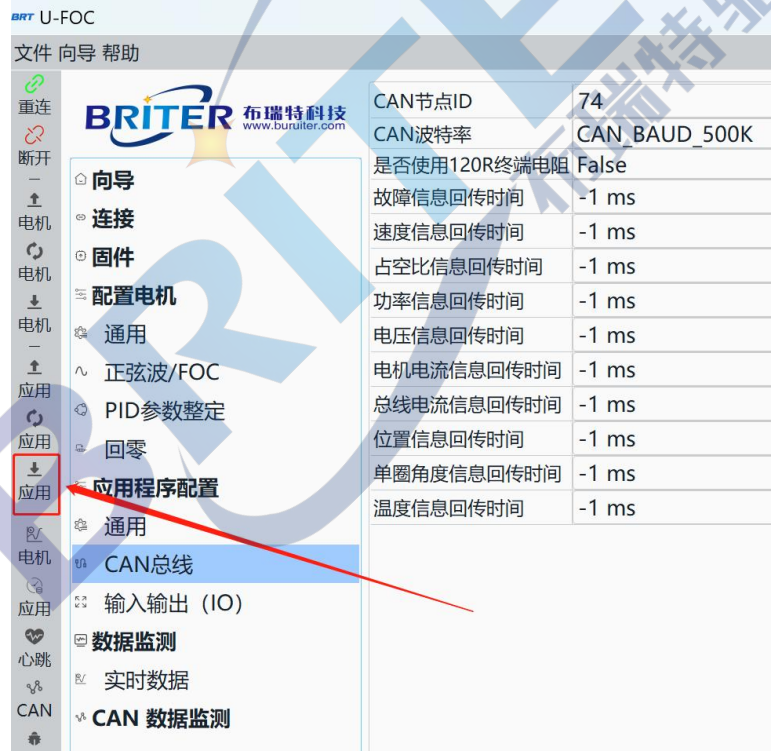 BRT U-FOC
文件 向导 帮助
重连
断开
电机
电机
电机
应用
应用
应用
电机
应用
心跳
CAN
BRITER 布瑞特科技
www.buruiter.com
向导
连接
固件
配置电机
通用
正弦波/FOC
PID参数整定
回零
应用程序配置
通用
CAN总线
输入输出（IO）
数据监测
实时数据
CAN 数据监测
CAN节点ID 74
CAN波特率 CAN_BAUD_500K
是否使用120R终端电阻 False
故障信息回传时间 -1 ms
速度信息回传时间 -1 ms
占空比信息回传时间 -1 ms
功率信息回传时间 -1 ms
电压信息回传时间 -1 ms
电机电流信息回传时间 -1 ms
总线电流信息回传时间 -1 ms
位置信息回传时间 -1 ms
单圈角度信息回传时间 -1 ms
温度信息回传时间 -1 ms
BRITE
布瑞特